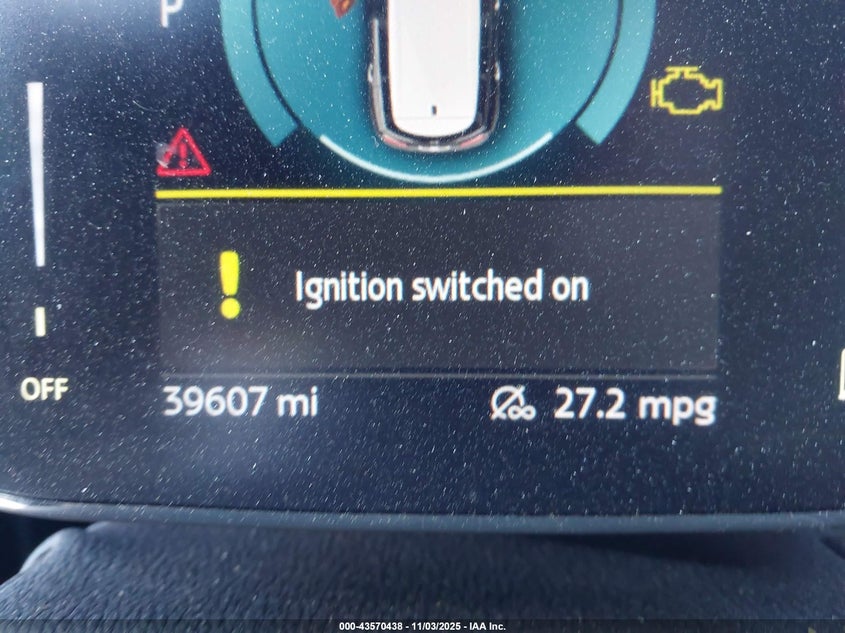 P
Ignition switched on
OFF
39607 mi
27.2 mpg
000-43570438 - 11/03/2025 - IAA Inc.